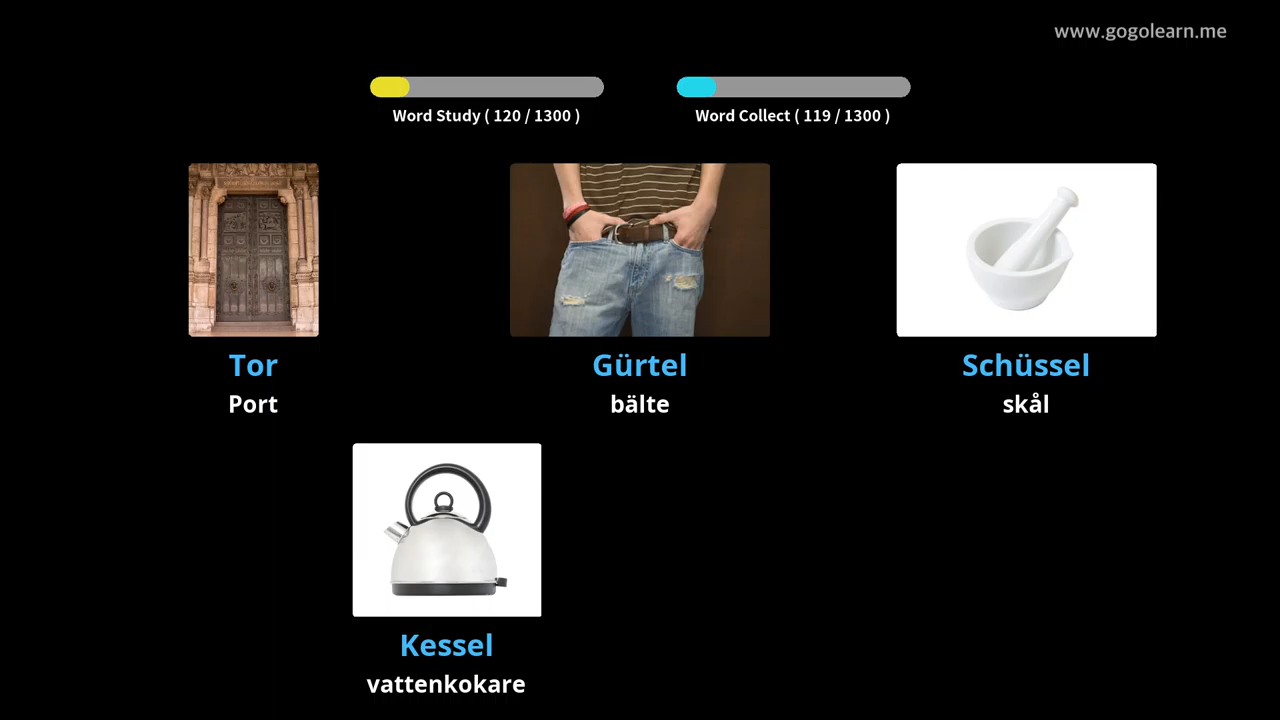 www.gogolearn.me
Word Study ( 120 / 1300 )
Word Collect ( 119 / 1300 )
Tor
Port
Gürtel
bälte
Schüssel
skål
Kessel
vattenkokare